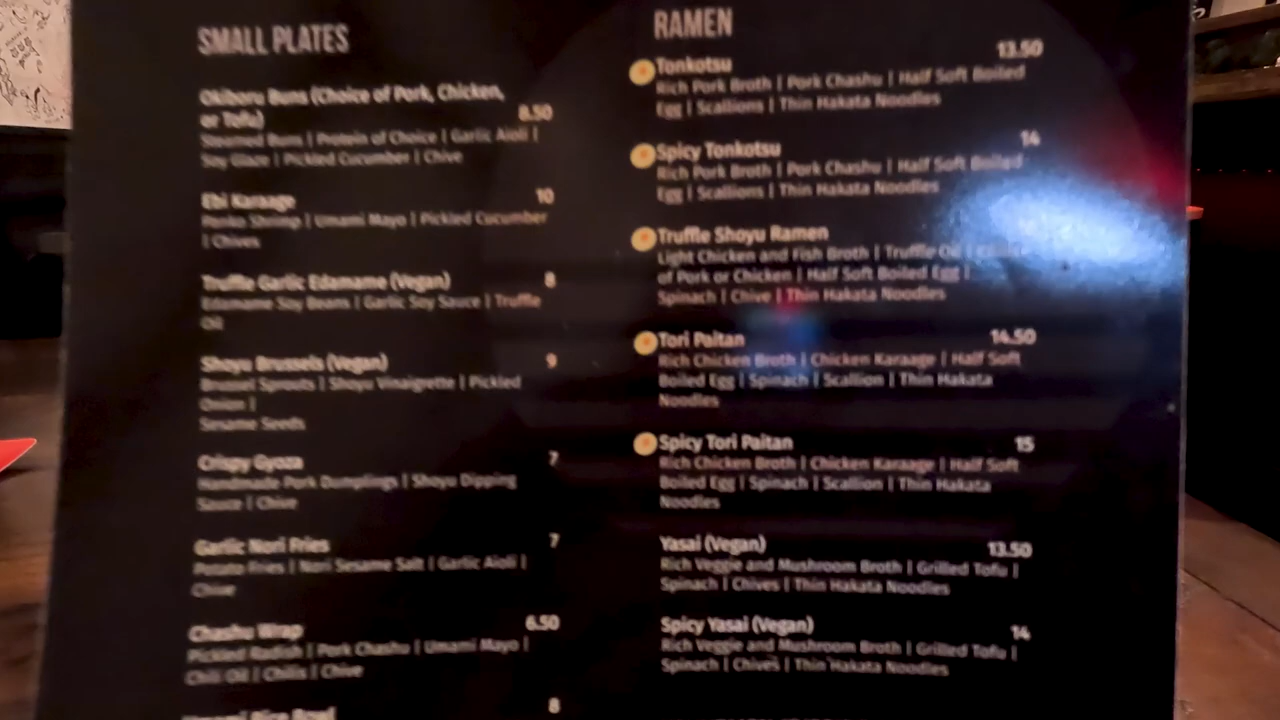 SMALL PLATES
Okiboru Buns (Choice of Pork, Chicken,
or Tofu) 8.50
Steamed Buns | Protein of Choice | Garlic Aioli |
Soy Glaze | Pickled Cucumber | Chive
Ebi Karaage 10
Panko Shrimp | Umami Mayo | Pickled Cucumber
| Chives
Truffle Garlic Edamame (Vegan) 8
Edamame Soy Beans | Garlic Soy Sauce | Truffle
Oil
Shoyu Brussels (Vegan) 9
Brussel Sprouts | Shoyu Vinaigrette | Pickled
Onion |
Sesame Seeds
Crispy Gyoza 7
Handmade Pork Dumplings | Shoyu Dipping
Sauce | Chive
Garlic Nori Fries 7
Potato Fries | Nori Sesame Salt | Garlic Aioli |
Chive
Chashu Wrap 6.50
Pickled Radish | Pork Chashu | Umami Mayo |
Chili Oil | Chilis | Chive
Rice Bowl 8
RAMEN
Tonkotsu 13.50
Rich Pork Broth | Pork Chashu | Half Soft Boiled
Egg | Scallions | Thin Hakata Noodles
Spicy Tonkotsu 14
Rich Pork Broth | Pork Chashu | Half Soft Boiled
Egg | Scallions | Thin Hakata Noodles
Truffle Shoyu Ramen
Light Chicken and Fish Broth | Truffle Oil |
of Pork or Chicken | Half Soft Boiled Egg |
Spinach | Chive | Thin Hakata Noodles
Tori Paitan 14.50
Rich Chicken Broth | Chicken Karaage | Half Soft
Boiled Egg | Spinach | Scallion | Thin Hakata
Noodles
Spicy Tori Paitan 15
Rich Chicken Broth | Chicken Karaage | Half Soft
Boiled Egg | Spinach | Scallion | Thin Hakata
Noodles
Yasai (Vegan) 13.50
Rich Veggie and Mushroom Broth | Grilled Tofu |
Spinach | Chives | Thin Hakata Noodles
Spicy Yasai (Vegan) 14
Rich Veggie and Mushroom Broth | Grilled Tofu |
Spinach | Chives | Thin Hakata Noodles